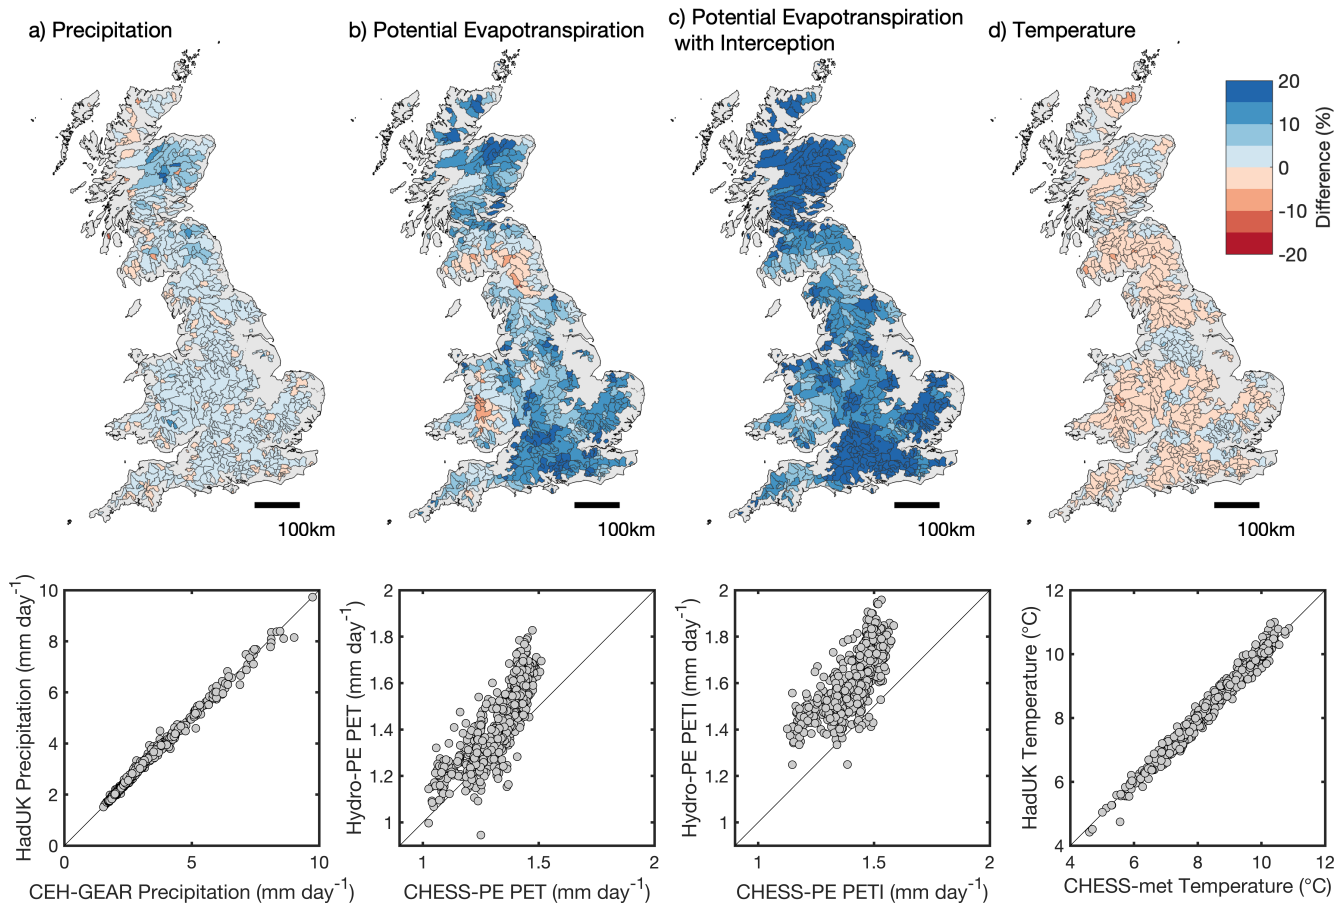 a) Precipitation
b) Potential Evapotranspiration
c) Potential Evapotranspiration
with Interception
d) Temperature
20
10
0
-10
-20
Difference (%)
100km
100km
100km
100km
HadUK Precipitation (mm day⁻¹)
10
8
6
4
2
0
0
5
10
CEH-GEAR Precipitation (mm day⁻¹)
Hydro-PE PET (mm day⁻¹)
2
1.8
1.6
1.4
1.2
1
1
1.5
2
CHESS-PE PET (mm day⁻¹)
Hydro-PE PETI (mm day⁻¹)
2
1.8
1.6
1.4
1.2
1
1
1.5
2
CHESS-PE PETI (mm day⁻¹)
HadUK Temperature (°C)
12
10
8
6
4
4
6
8
10
12
CHESS-met Temperature (°C)